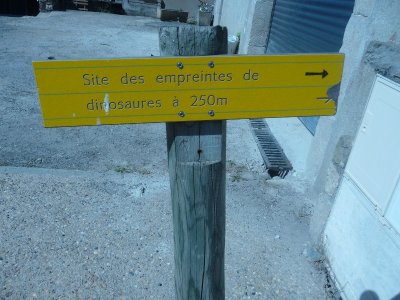 Site des empreintes de
dinosaures à 250m